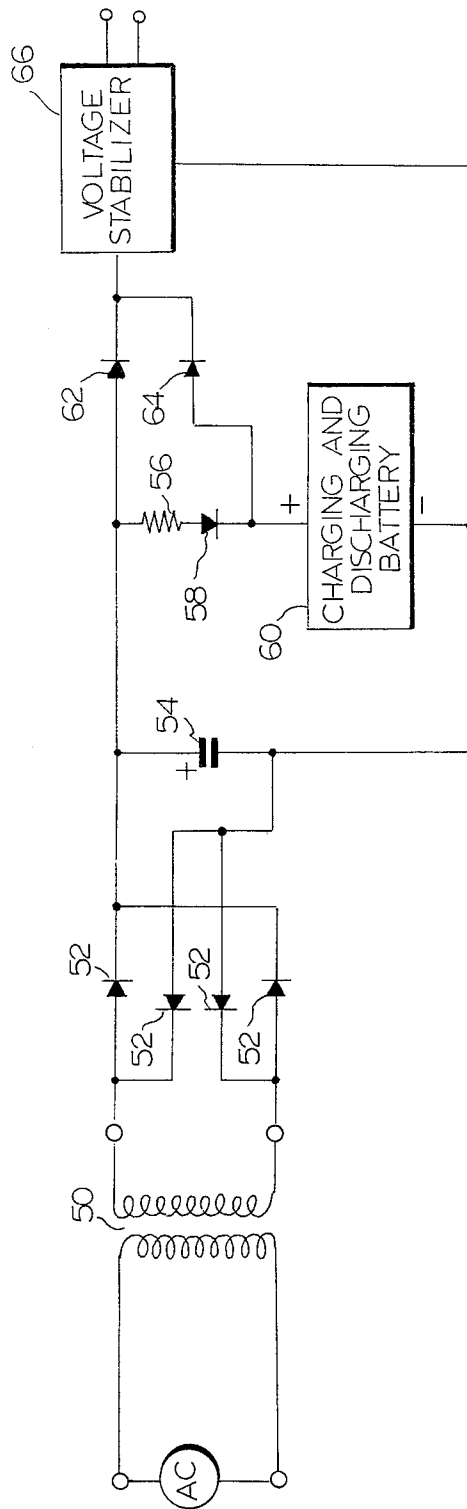 AC
50
52
52
52
52
54
+
56
58
60
CHARGING AND
DISCHARGING
BATTERY
+
−
62
64
66
VOLTAGE
STABILIZER